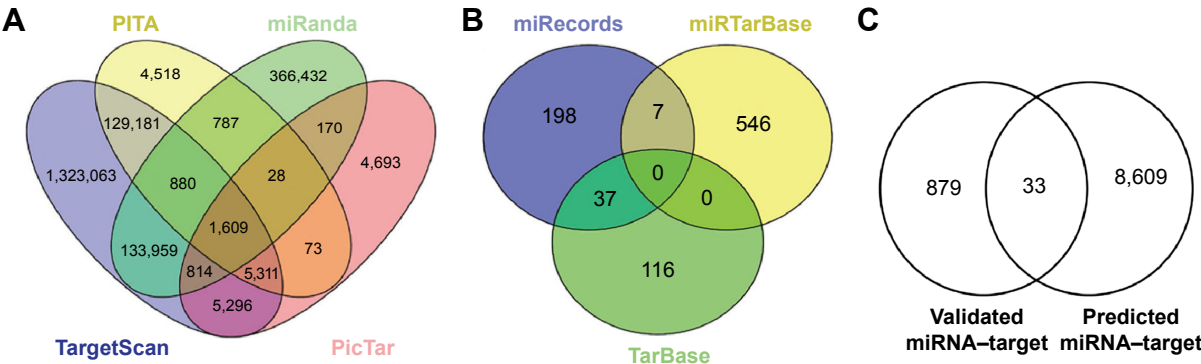 A
PITA
miRanda
4,518
366,432
129,181
787
170
1,323,063
880
28
4,693
1,609
133,959
73
814
5,311
5,296
TargetScan
PicTar
B
miRecords
miRTarBase
198
7
546
0
37
0
116
TarBase
C
879
33
8,609
Validated
miRNA–target
Predicted
miRNA–target